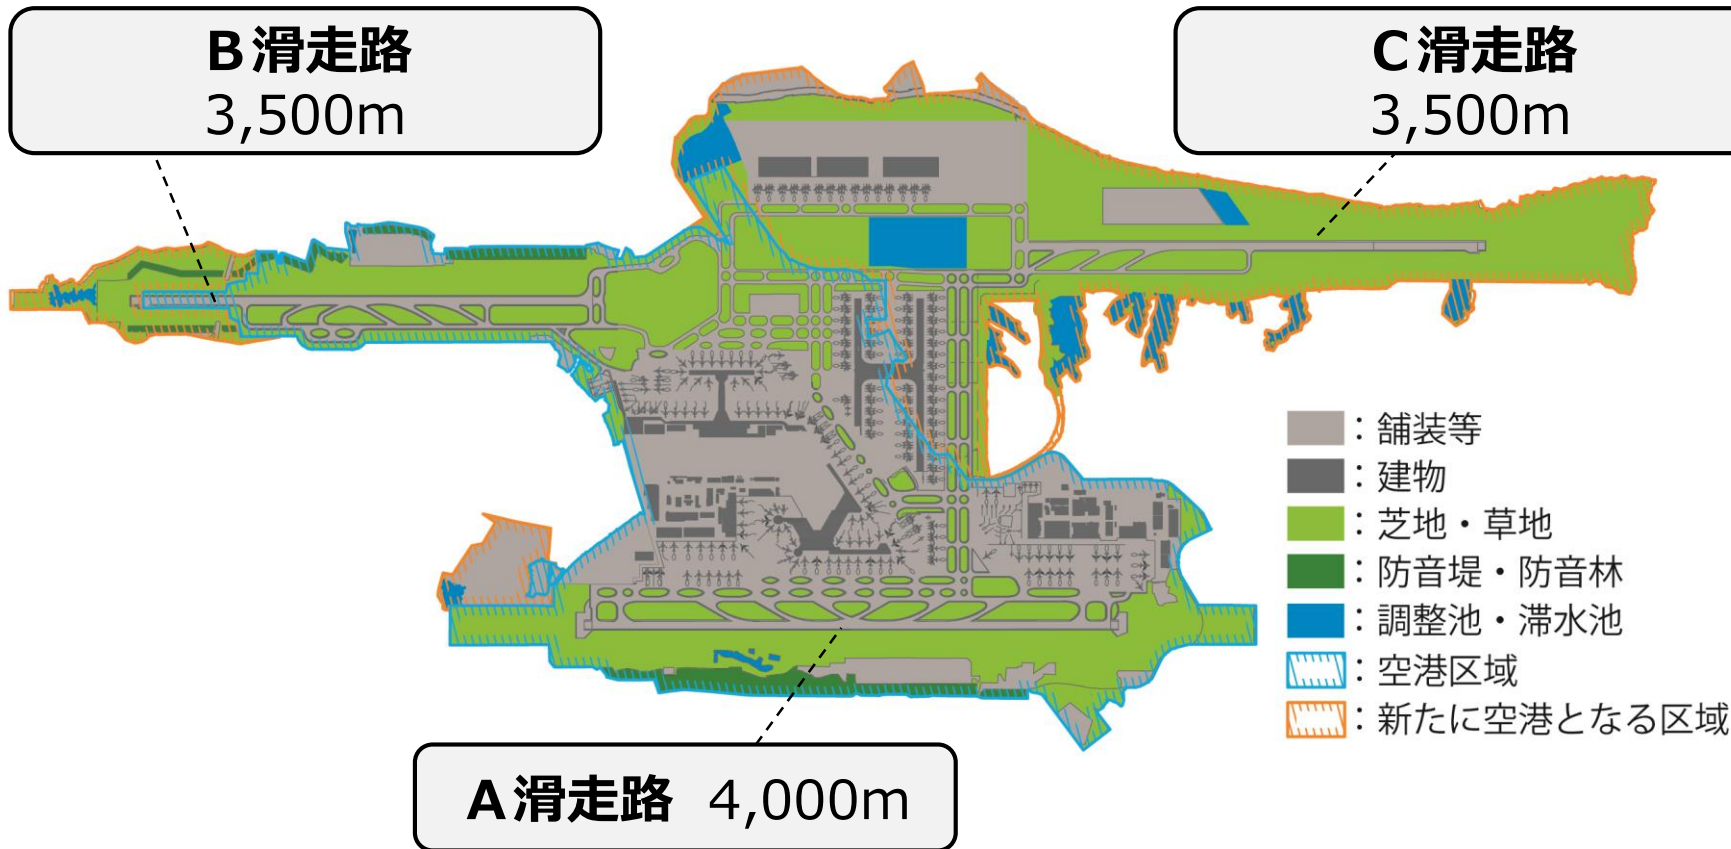 B滑走路
3,500m
C滑走路
3,500m
A滑走路 4,000m
：舗装等
：建物
：芝地・草地
：防音堤・防音林
：調整池・滞水池
：空港区域
：新たに空港となる区域